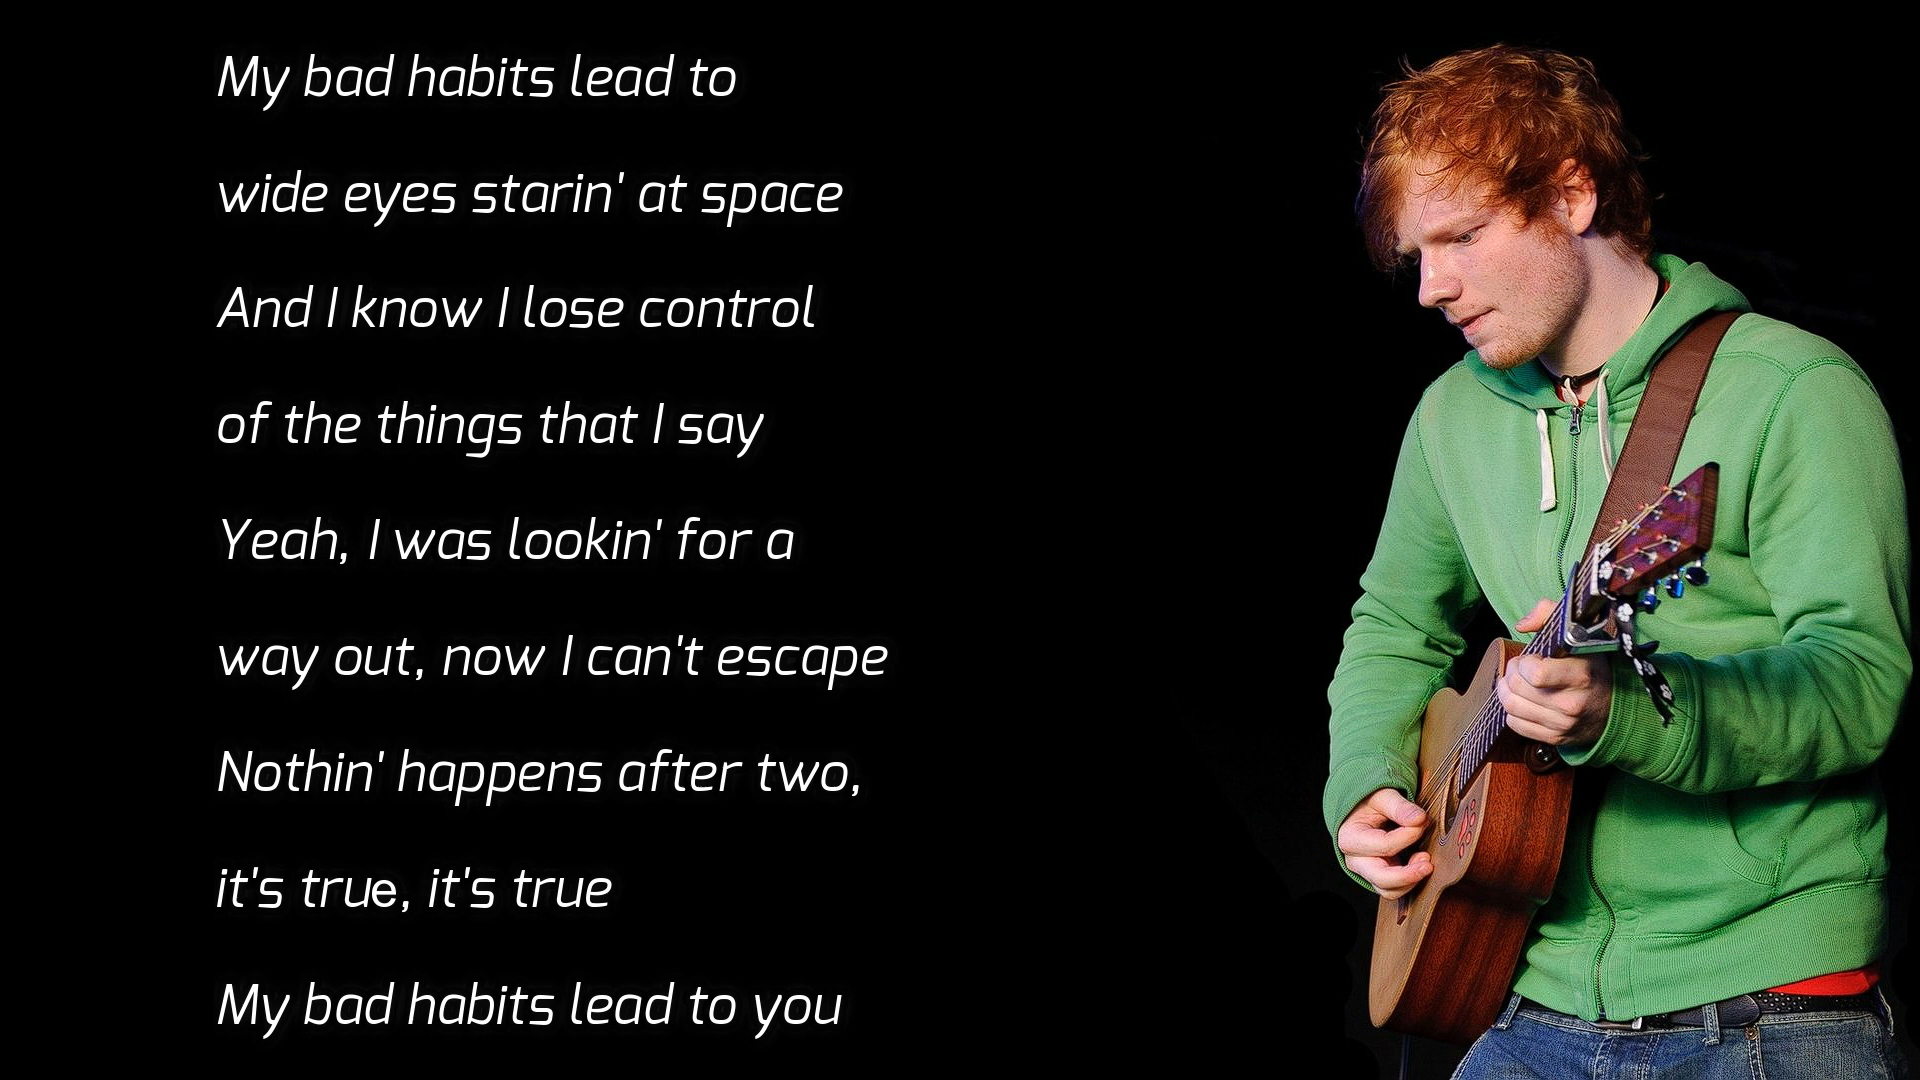 My bad habits lead to
wide eyes starin' at space
And I know I lose control
of the things that I say
Yeah, I was lookin' for a
way out, now I can't escape
Nothin' happens after two,
it's true, it's true
My bad habits lead to you